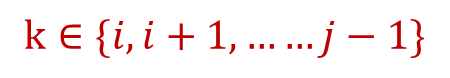 k ∈ {i, i + 1, ... ... j − 1}